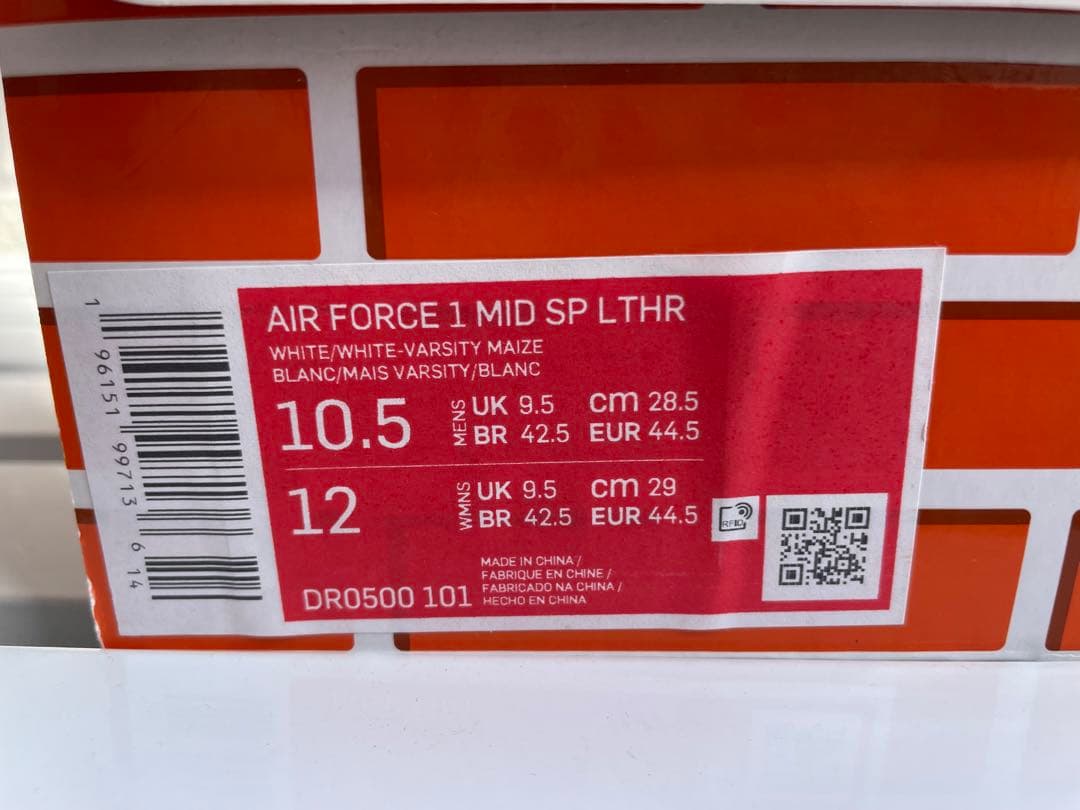 AIR FORCE 1 MID SP LTHR
WHITE/WHITE-VARSITY MAIZE
BLANC/MAIS VARSITY/BLANC
10.5 MENS UK 9.5 cm 28.5
BR 42.5 EUR 44.5
12 WMNS UK 9.5 cm 29
BR 42.5 EUR 44.5
RFID
MADE IN CHINA /
FABRIQUE EN CHINE /
FABRICADO NA CHINA /
HECHO EN CHINA
DR0500 101
1 96151 99713 6 14